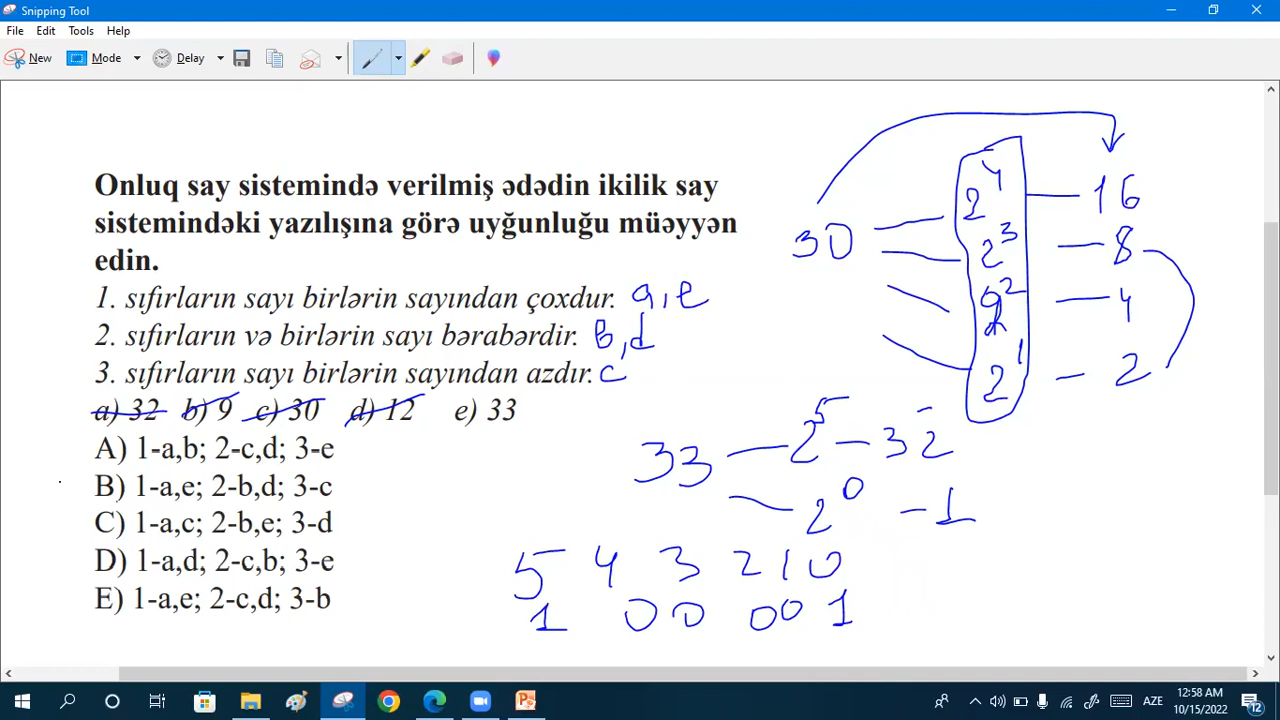 Snipping Tool
File Edit Tools Help
New Mode Delay
Onluq say sistemində verilmiş ədədin ikilik say
sistemindəki yazılışına görə uyğunluğu müəyyən
edin.
1. sıfırların sayı birlərin sayından çoxdur. a, e
2. sıfırların və birlərin sayı bərabərdir. b, d
3. sıfırların sayı birlərin sayından azdır. c
a) 32 b) 9 c) 30 d) 12 e) 33
A) 1-a,b; 2-c,d; 3-e
B) 1-a,e; 2-b,d; 3-c
C) 1-a,c; 2-b,e; 3-d
D) 1-a,d; 2-c,b; 3-e
E) 1-a,e; 2-c,d; 3-b
2⁴ — 16
30 — 2³ — 8
2² — 4
2¹ — 2
33 — 2⁵ — 32
— 2⁰ — 1
5 4 3 2 1 0
1 0 0 0 0 1
AZE
12:58 AM
10/15/2022
12